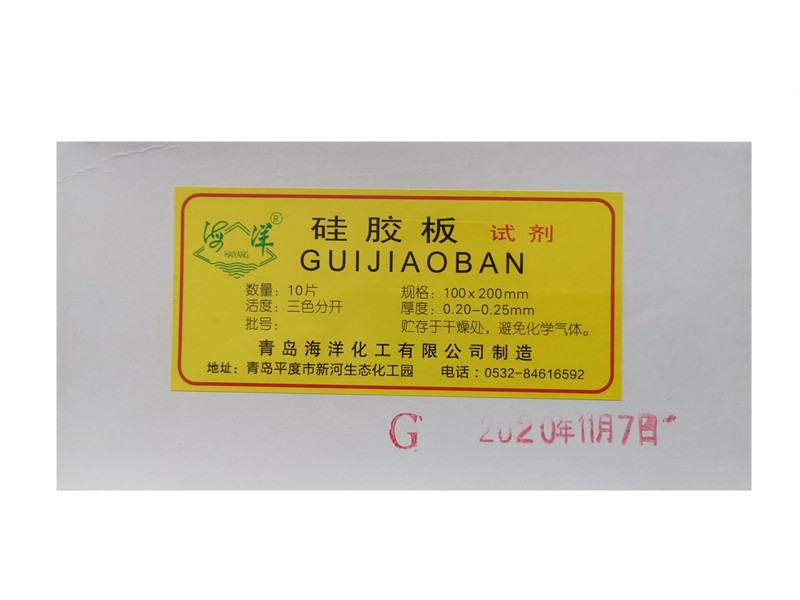 海洋®
HAIYANG
硅胶板 试剂
GUIJIAOBAN
数量：10片 规格：100x200mm
活度：三色分开 厚度：0.20-0.25mm
批号： 贮存于干燥处，避免化学气体。
青岛海洋化工有限公司制造
地址：青岛平度市新河生态化工园 电话：0532-84616592
G 2020年11月7日